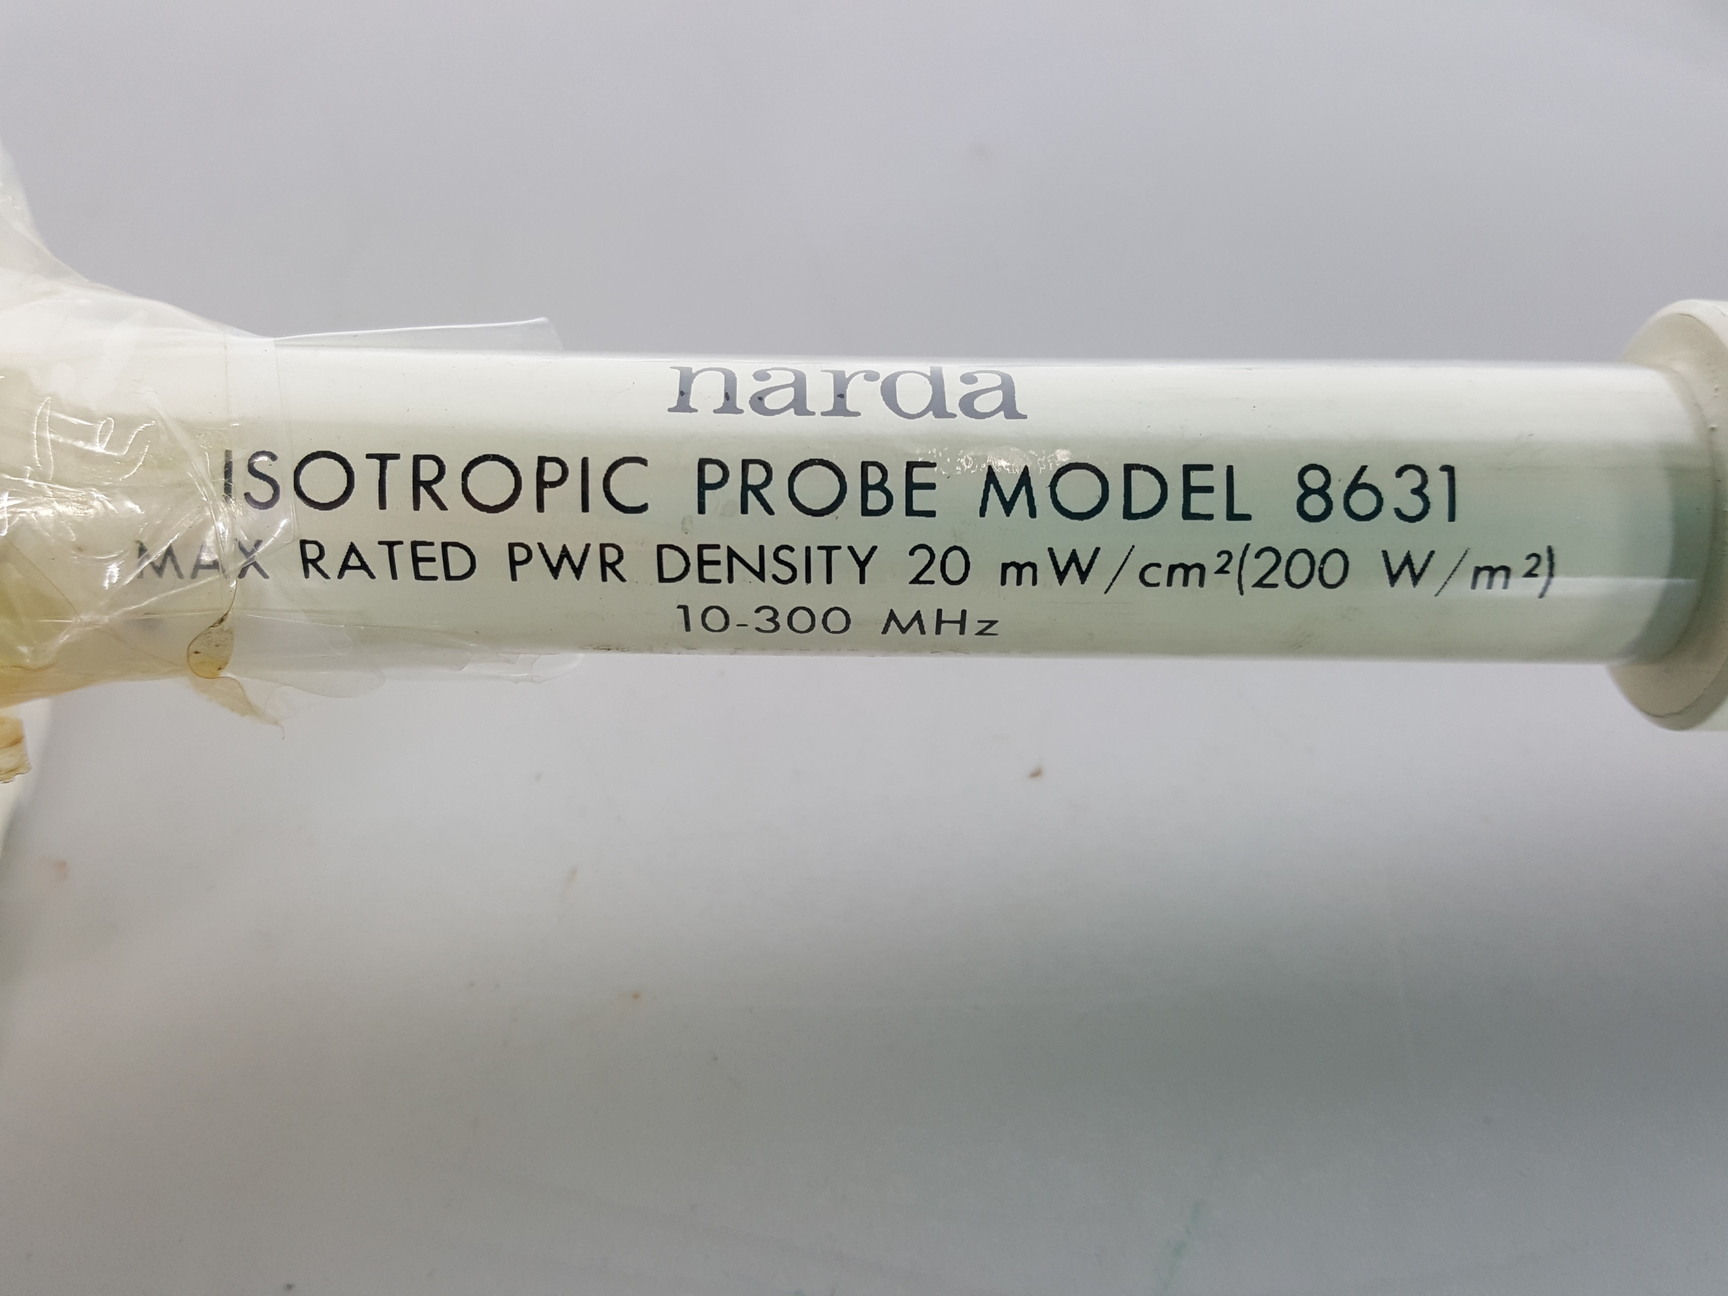 narda
ISOTROPIC PROBE MODEL 8631
MAX RATED PWR DENSITY 20 mW/cm²(200 W/m²)
10-300 MHz